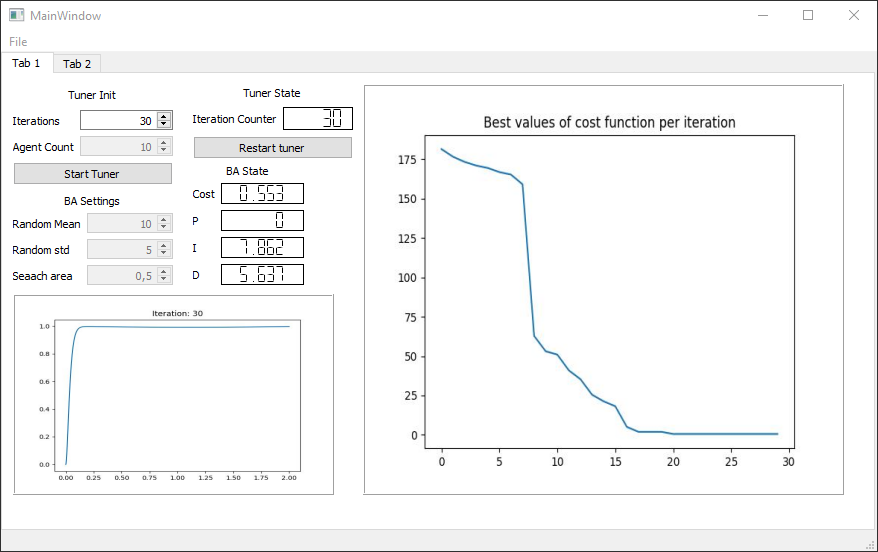 MainWindow
File
Tab 1
Tab 2
Tuner Init
Iterations
30
Agent Count
10
Start Tuner
BA Settings
Random Mean
10
Random std
5
Seaach area
0,5
Tuner State
Iteration Counter
30
Restart tuner
BA State
Cost
0.553
P
0
I
7.862
D
5.637
Iteration: 30
1.0
0.8
0.6
0.4
0.2
0.0
0.00 0.25 0.50 0.75 1.00 1.25 1.50 1.75 2.00
Best values of cost function per iteration
175
150
125
100
75
50
25
0
0 5 10 15 20 25 30